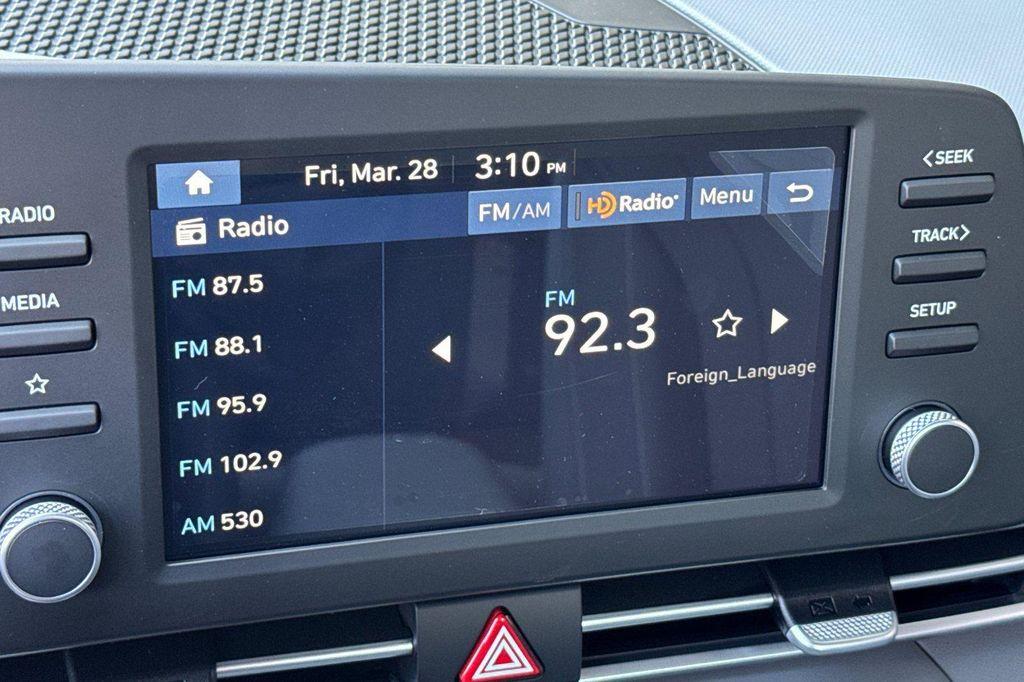 Fri, Mar. 28 3:10 PM
Radio FM/AM HD Radio Menu
FM 87.5
FM 88.1
FM 95.9
FM 102.9
AM 530
FM
92.3
Foreign_Language
RADIO
MEDIA
<SEEK
TRACK>
SETUP